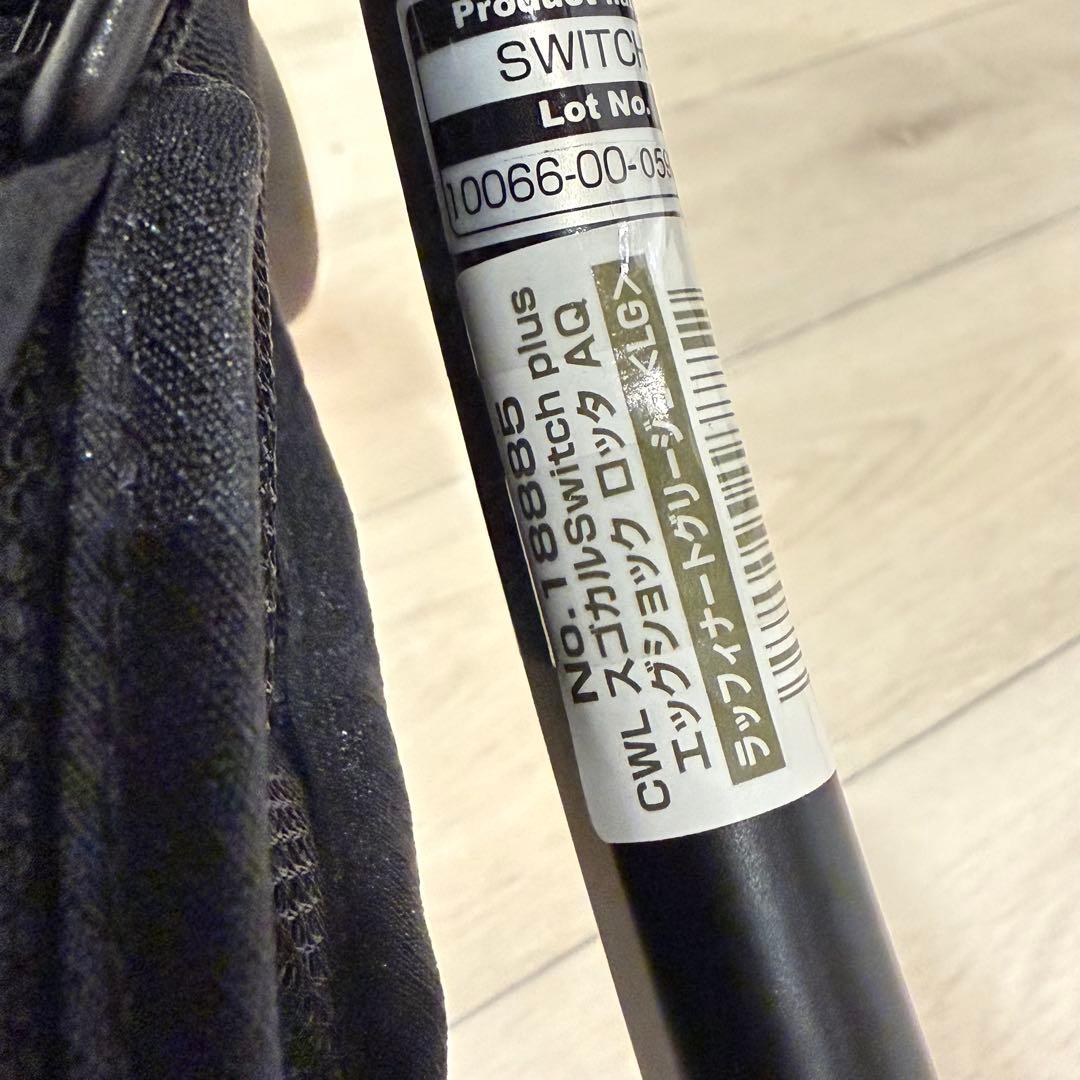 Product
SWITCH
Lot No.
10066-00-059
No.18885
CWL スゴカルSwitch plus
エッグショック ロッタ AQ
ラッフィナートグリージュ<LG>